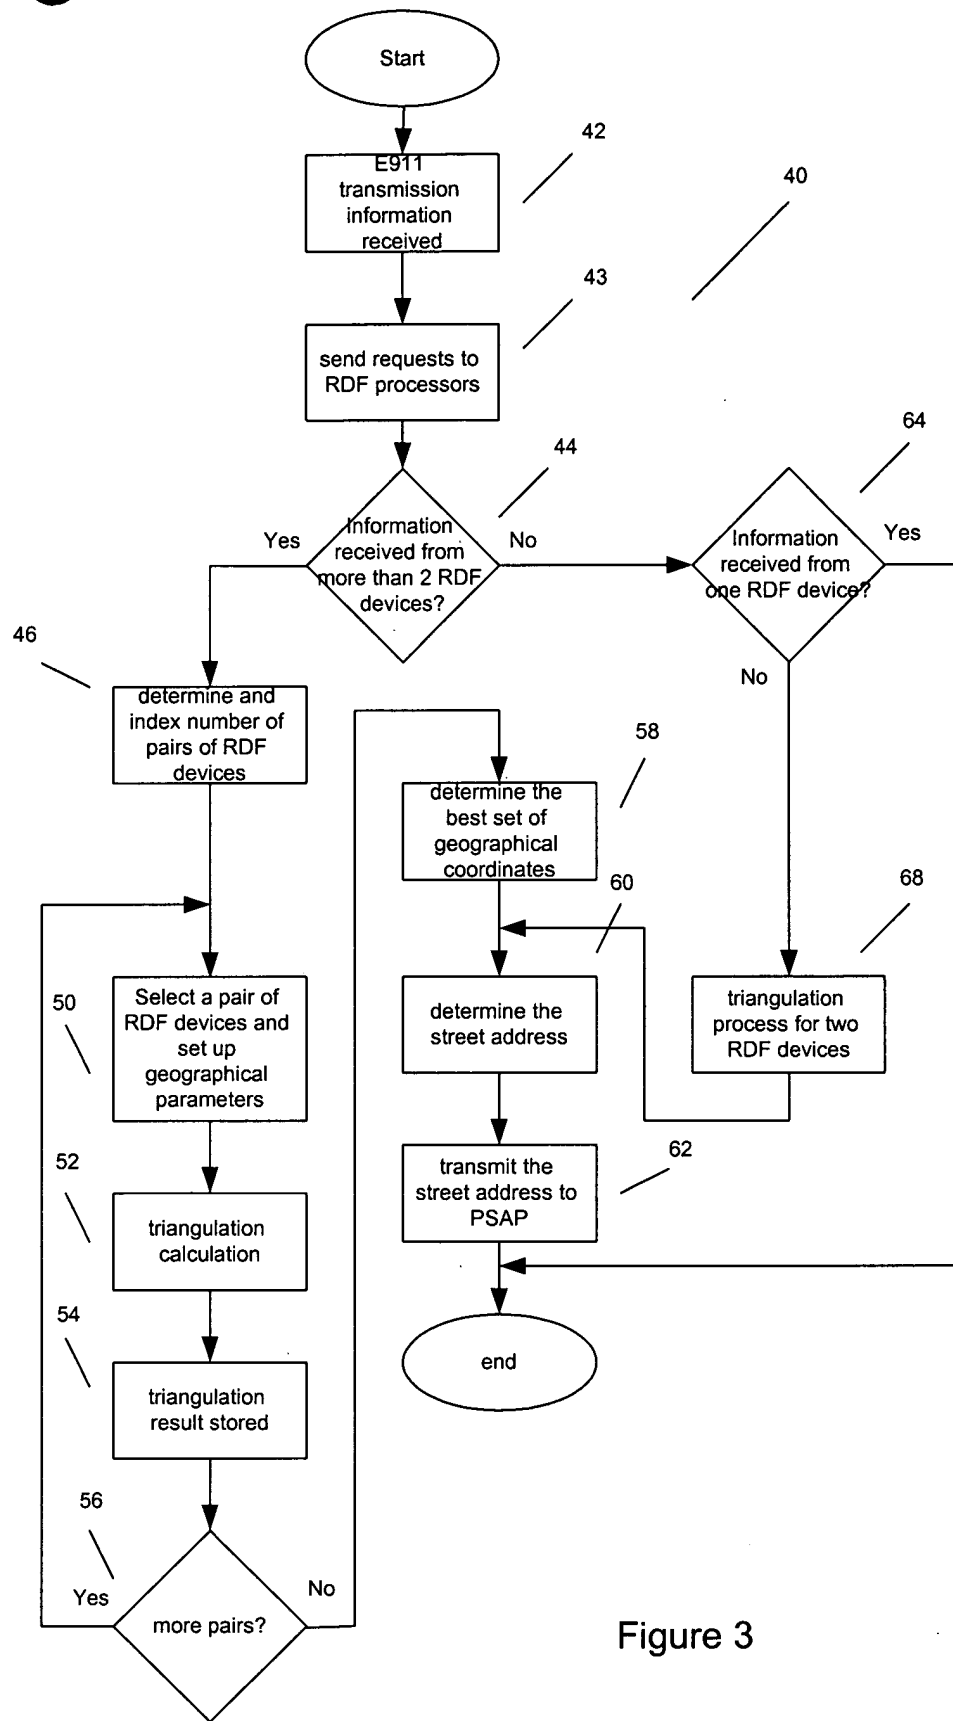 Start
42
E911
transmission
information
received
40
43
send requests to
RDF processors
44
64
Yes
Information
received from
more than 2 RDF
devices?
No
Information
received from
one RDF device?
Yes
46
No
determine and
index number of
pairs of RDF
devices
58
determine the
best set of
geographical
coordinates
60
68
50
Select a pair of
RDF devices and
set up
geographical
parameters
determine the
street address
triangulation
process for two
RDF devices
52
62
transmit the
street address to
PSAP
triangulation
calculation
54
end
triangulation
result stored
56
Yes
No
more pairs?
Figure 3